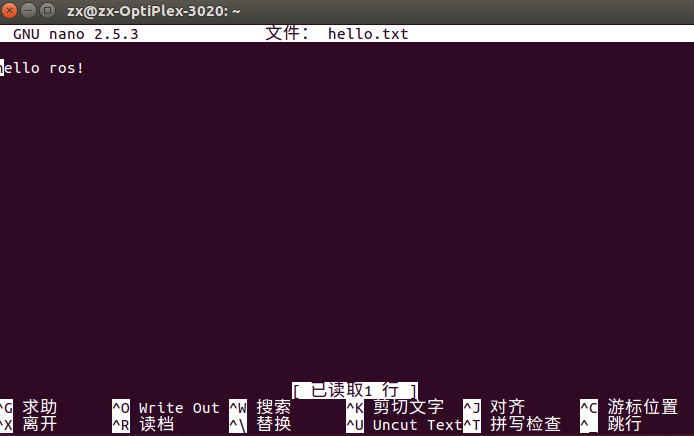 zx@zx-OptiPlex-3020: ~
GNU nano 2.5.3 文件： hello.txt
hello ros!
[ 已读取1 行 ]
^G 求助 ^O Write Out ^W 搜索 ^K 剪切文字 ^J 对齐 ^C 游标位置
^X 离开 ^R 读档 ^\ 替换 ^U Uncut Text ^T 拼写检查 ^_ 跳行